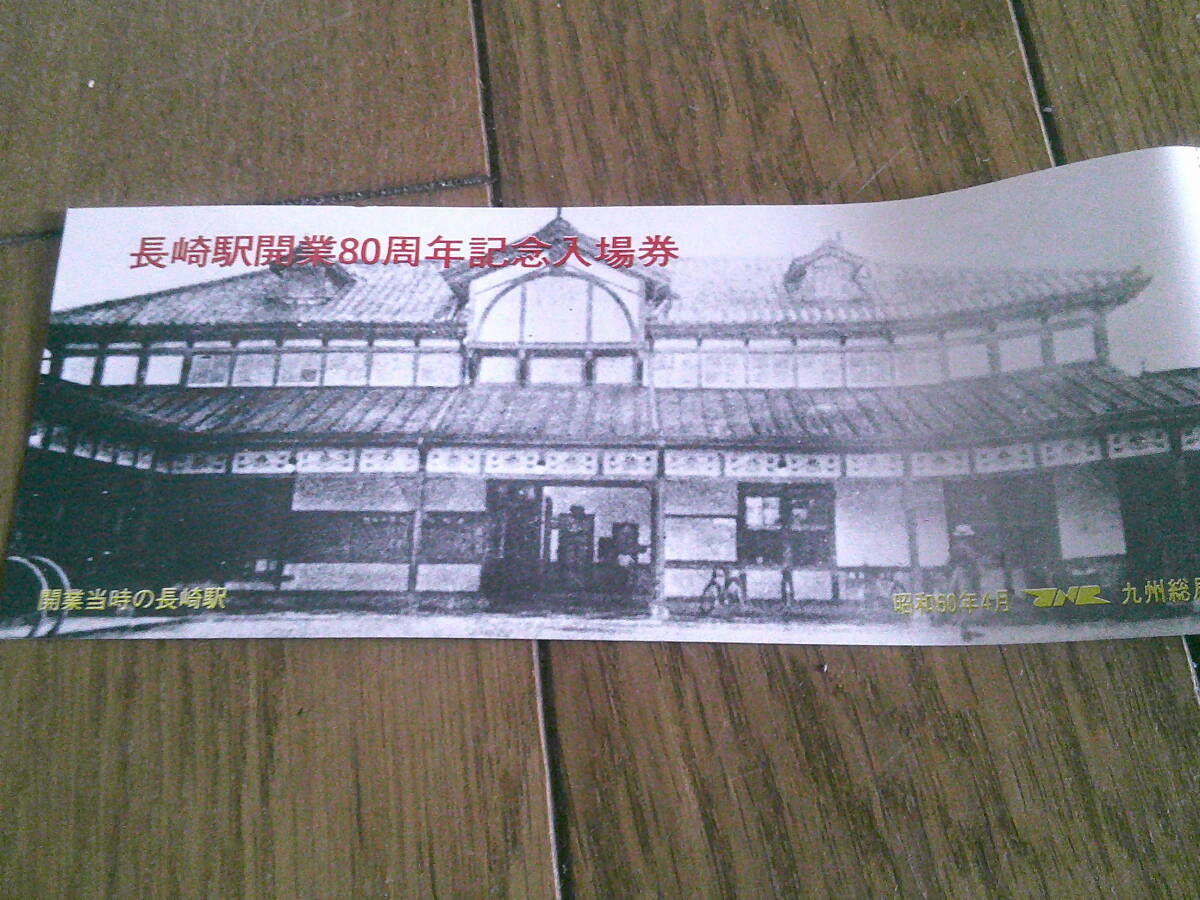 長崎駅開業80周年記念入場券
開業当時の長崎駅
昭和60年4月 JNR 九州総局